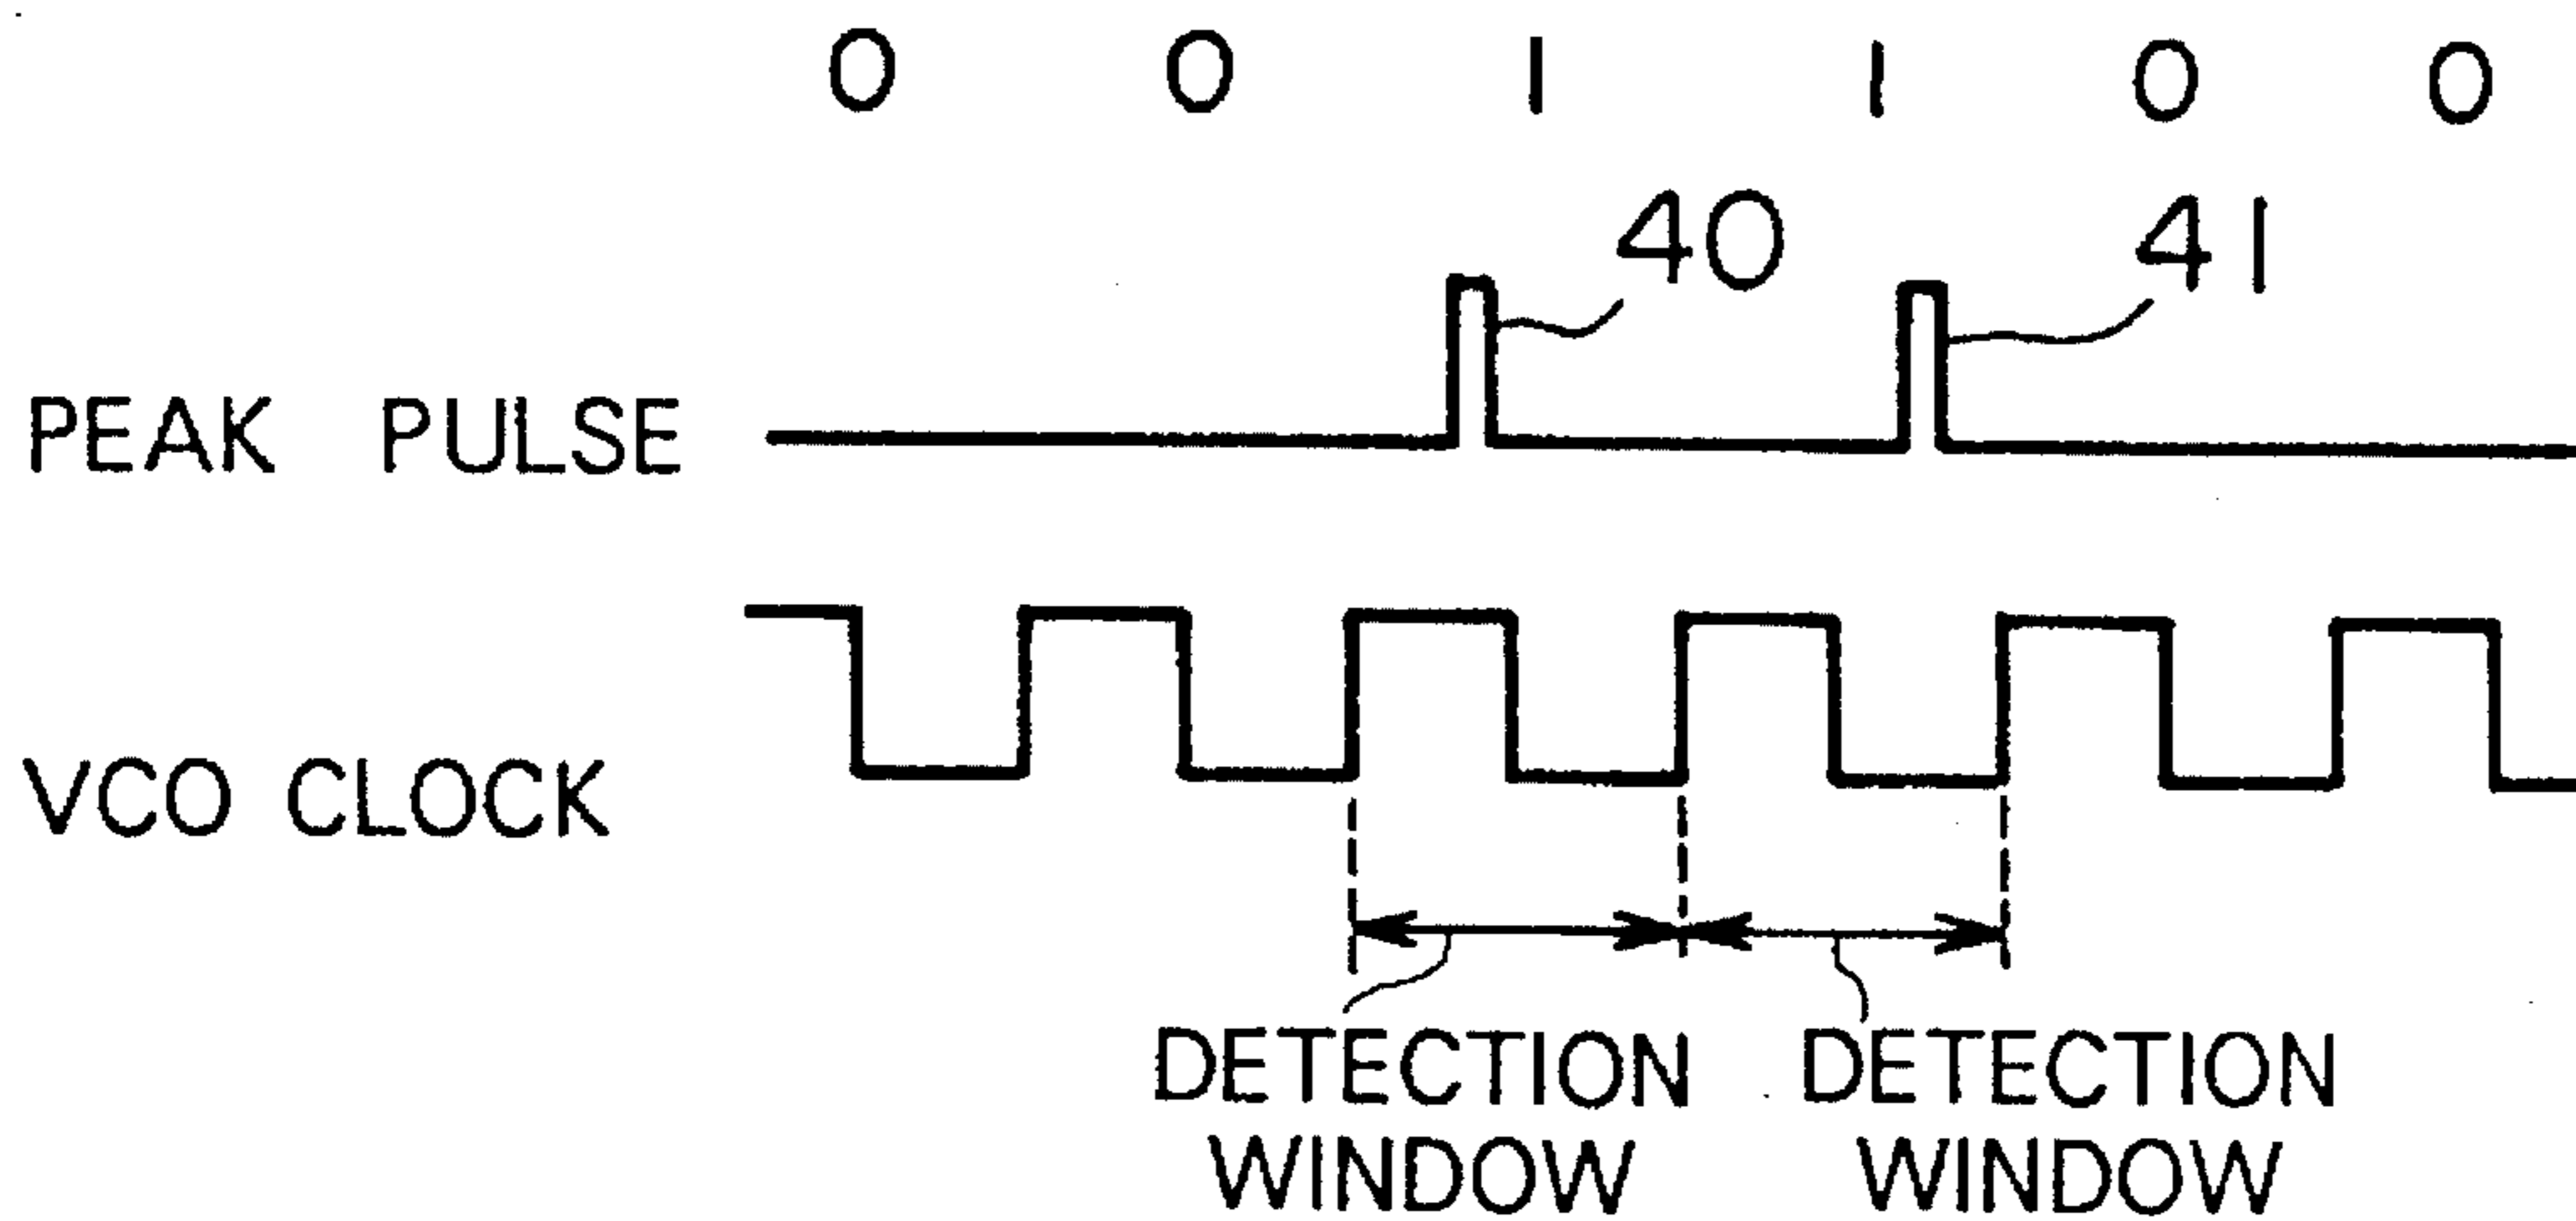 0 0 1 1 0 0
40 41
PEAK PULSE
VCO CLOCK
DETECTION DETECTION
WINDOW WINDOW